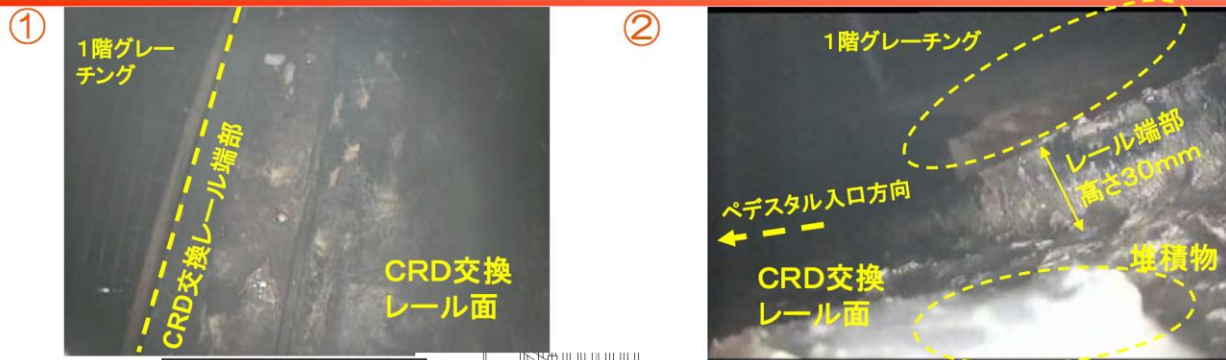 ①
1階グレー
チング
CRD交換レール端部
CRD交換
レール面
②
1階グレーチング
レール端部
高さ30mm
ペデスタル入口方向
CRD交換
レール面
堆積物